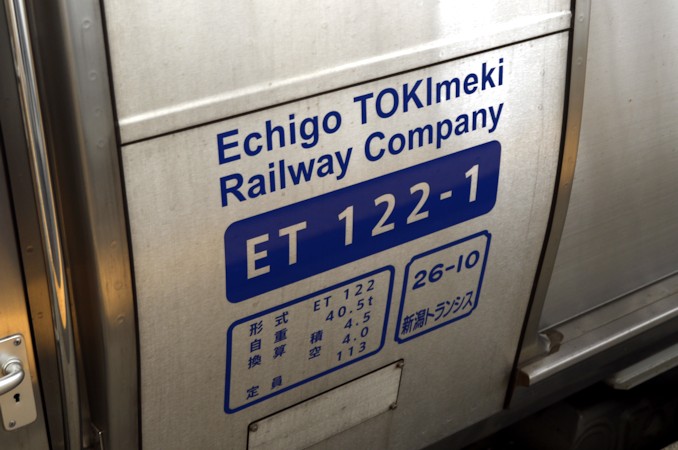 Echigo TOKImeki
Railway Company
ET 122-1
形式 ET 122
自重 40.5t
換算 積 4.5
空 4.0
定員 113
26-10
新潟トランシス